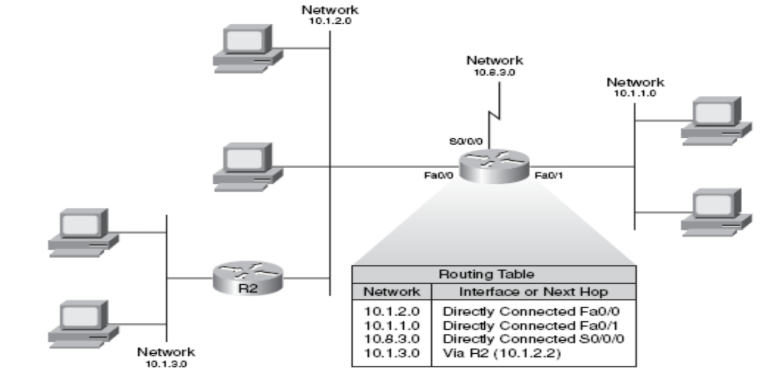 Network
10.1.2.0
Network
10.8.3.0
Network
10.1.1.0
S0/0/0
Fa0/0
Fa0/1
R2
Network
10.1.3.0
Routing Table
Network Interface or Next Hop
10.1.2.0 Directly Connected Fa0/0
10.1.1.0 Directly Connected Fa0/1
10.8.3.0 Directly Connected S0/0/0
10.1.3.0 Via R2 (10.1.2.2)